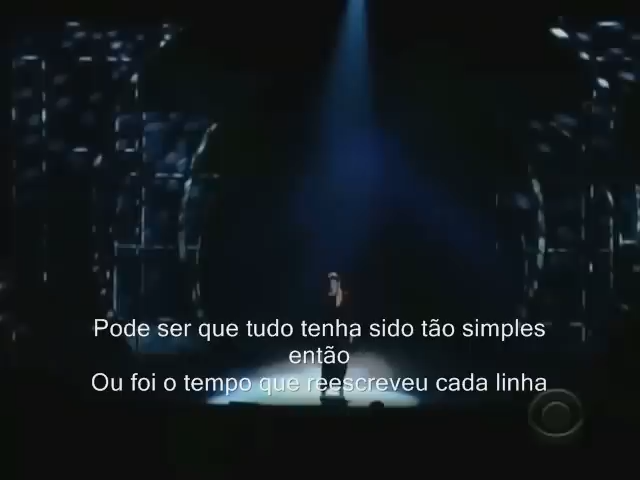 Pode ser que tudo tenha sido tão simples
então
Ou foi o tempo que reescreveu cada linha